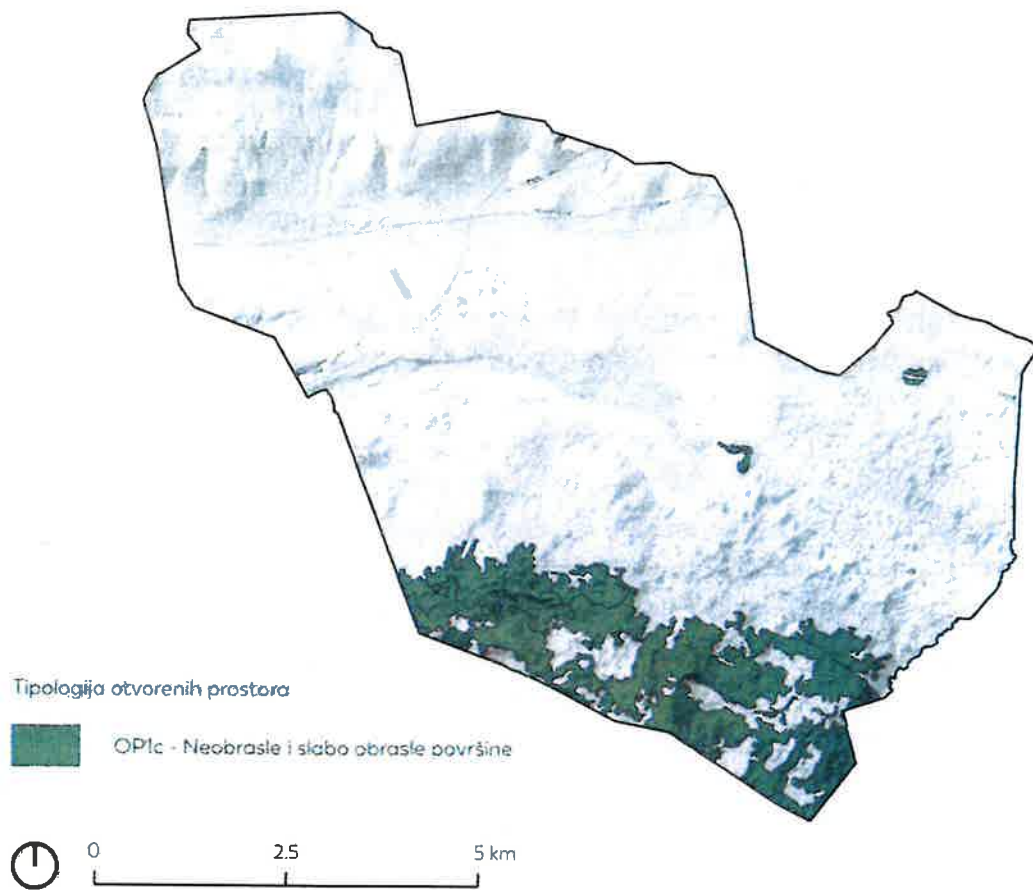 Tipologija otvorenih prostora
OP1c - Neobrasle i slabo obrasle površine
0 2.5 5 km